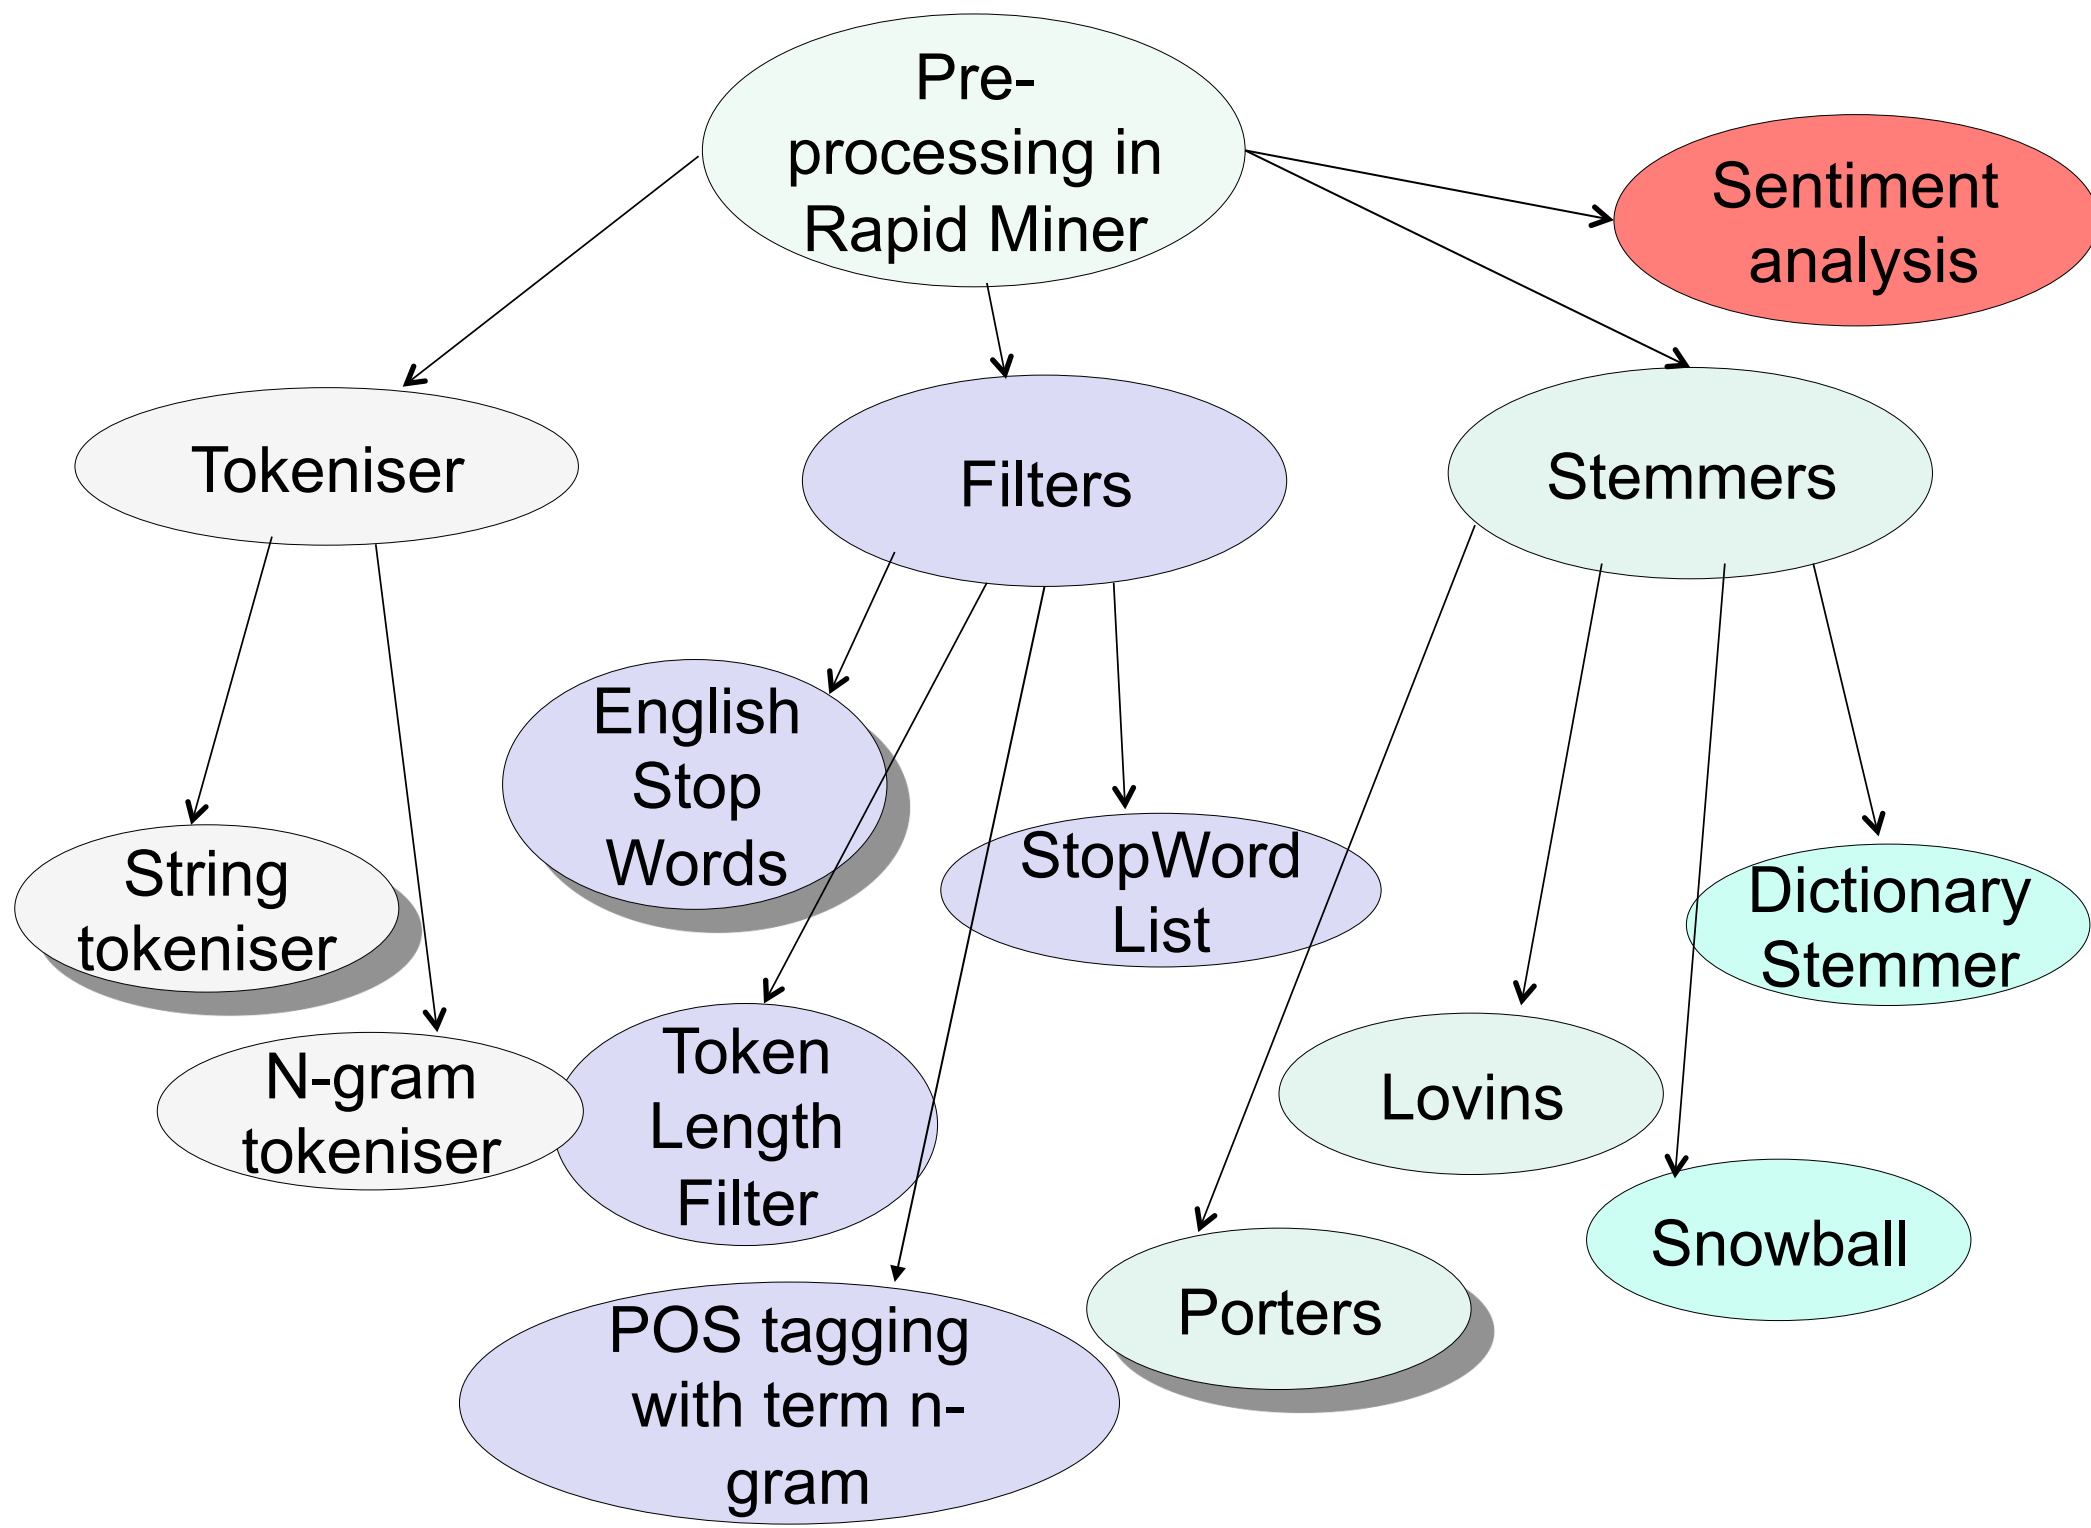 Pre-
processing in
Rapid Miner
Sentiment
analysis
Tokeniser
Filters
Stemmers
English
Stop
Words
StopWord
List
String
tokeniser
Dictionary
Stemmer
N-gram
tokeniser
Token
Length
Filter
Lovins
Snowball
Porters
POS tagging
with term n-
gram